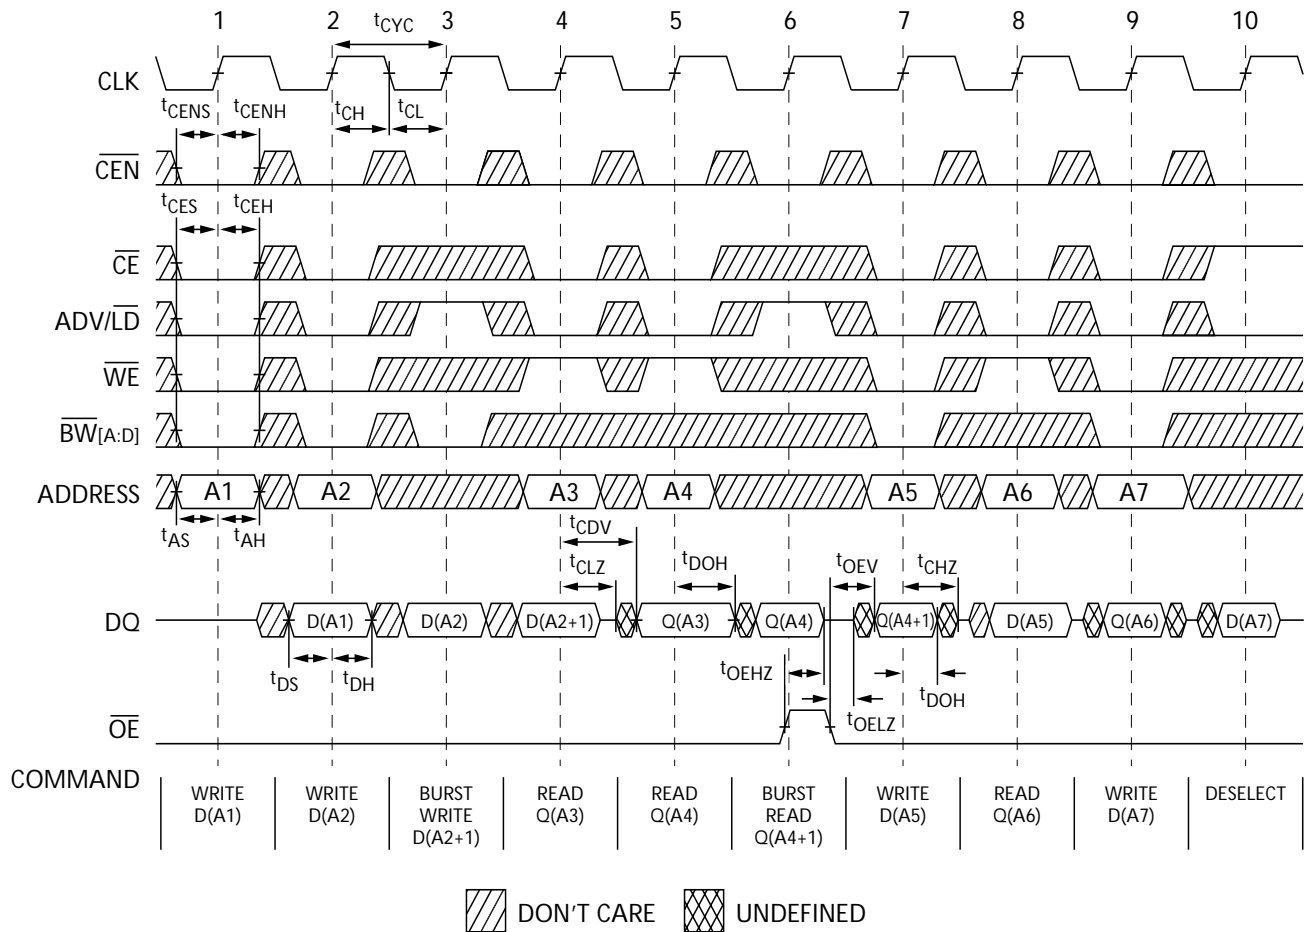 1 2 tCYC 3 4 5 6 7 8 9 10
CLK
tCENS tCENH tCH tCL
CEN
tCES tCEH
CE
ADV/LD
WE
BW[A:D]
ADDRESS A1 A2 A3 A4 A5 A6 A7
tAS tAH tCDV
tCLZ tDOH tOEV tCHZ
DQ D(A1) D(A2) D(A2+1) Q(A3) Q(A4) Q(A4+1) D(A5) Q(A6) D(A7)
tDS tDH tOEHZ tDOH
tOELZ
OE
COMMAND
WRITE WRITE BURST READ READ BURST WRITE READ WRITE DESELECT
D(A1) D(A2) WRITE Q(A3) Q(A4) READ D(A5) Q(A6) D(A7)
D(A2+1) Q(A4+1)
DON'T CARE UNDEFINED